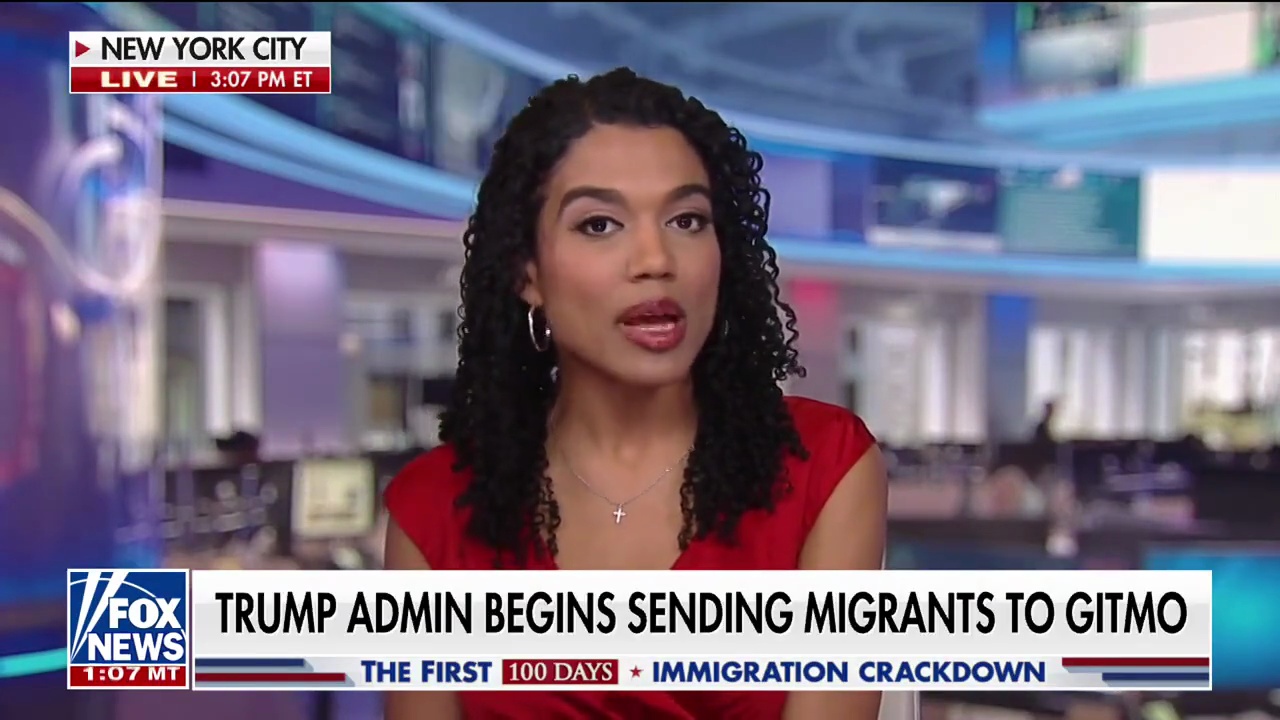 NEW YORK CITY
LIVE | 3:07 PM ET
FOX
NEWS
1:07 MT
TRUMP ADMIN BEGINS SENDING MIGRANTS TO GITMO
THE FIRST 100 DAYS ★ IMMIGRATION CRACKDOWN